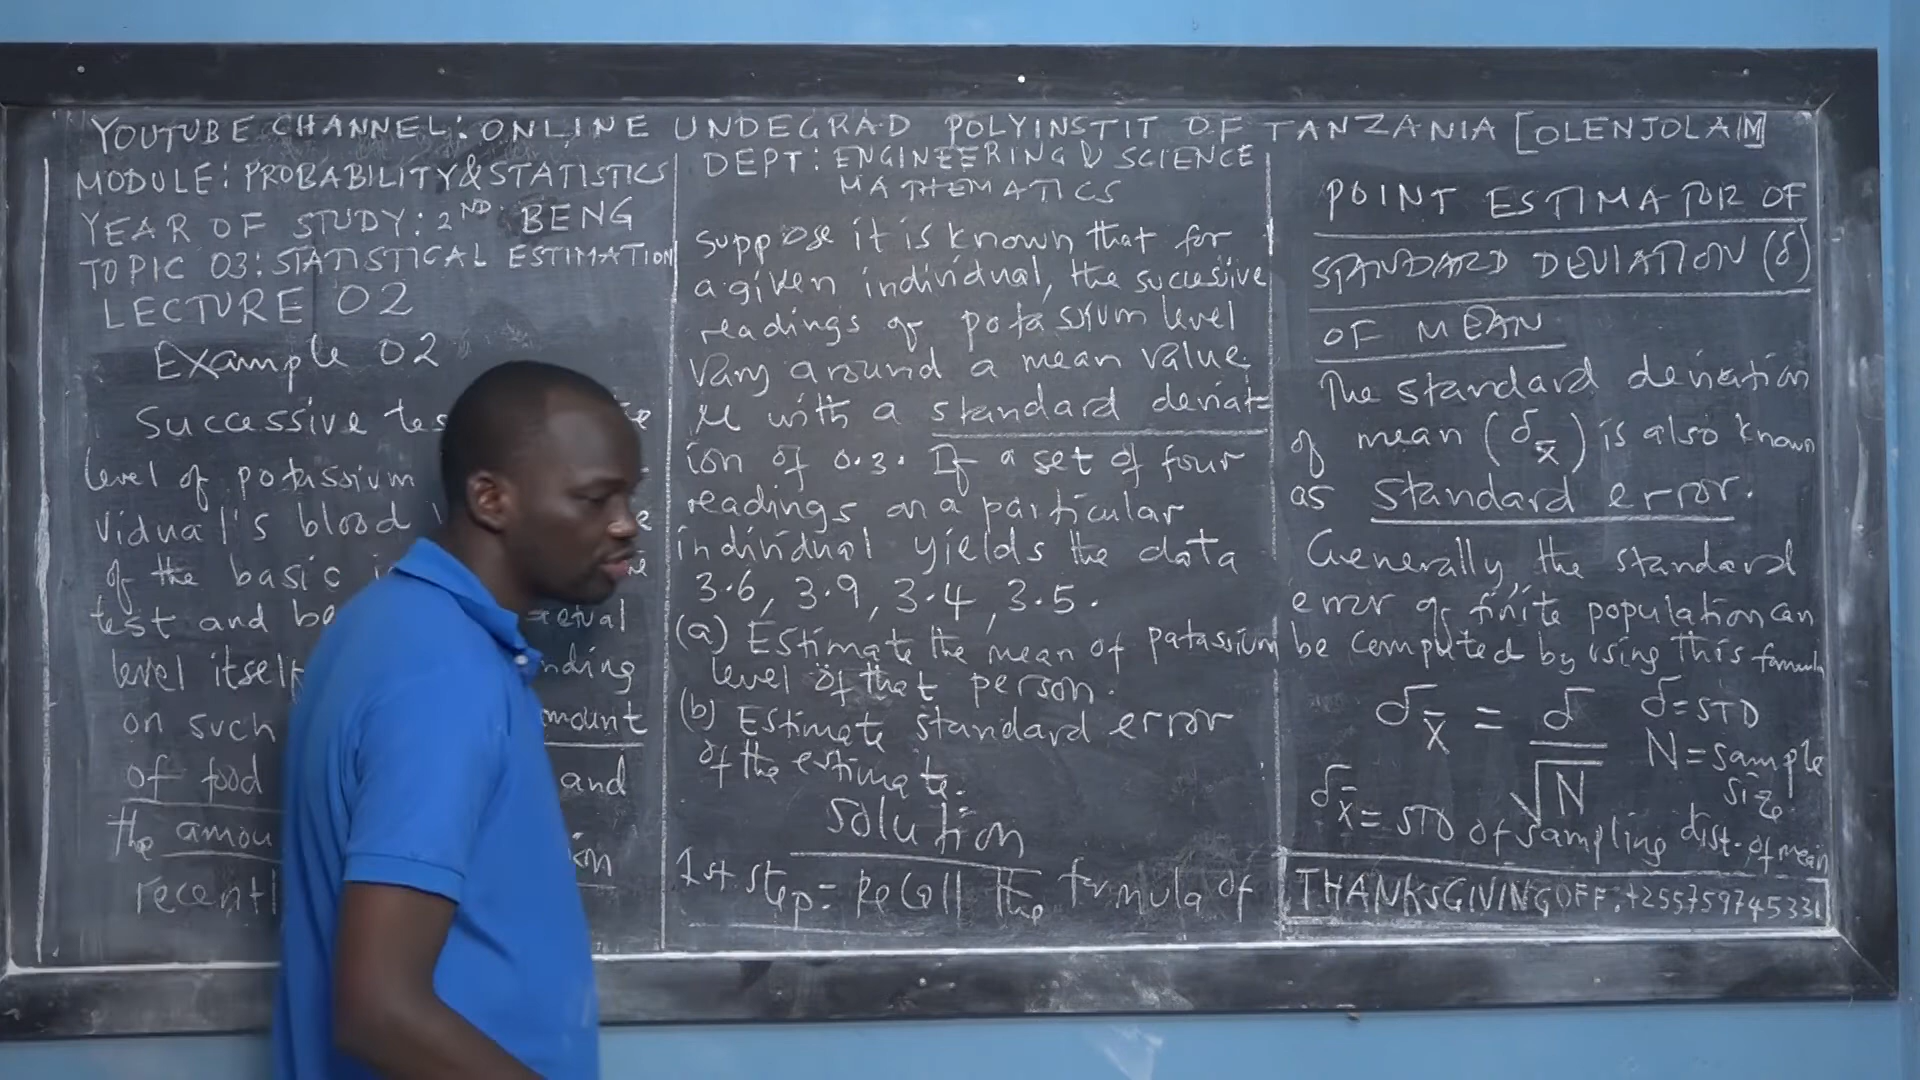 YOUTUBE CHANNEL: ONLINE UNDEGRAD POLYINSTIT OF TANZANIA [OLENJOLAIM]
MODULE: PROBABILITY & STATISTICS
YEAR OF STUDY: 2ND BENG
TOPIC 03: STATISTICAL ESTIMATION
LECTURE 02
Example 02
Successive
level of potassium
vidual's blood
of the basic
test and
level itself
on such mount
of food and
the amou
recentl
DEPT: ENGINEERING & SCIENCE
MATHEMATICS
suppose it is known that for
a given individual, the succesive
readings of potassium level
Vary around a mean value
μ with a standard deviat=
ion of 0.3. If a set of four
readings on a particular
individual yields the data
3.6, 3.9, 3.4, 3.5.
(a) Estimate the mean of patassium
level of that person.
(b) Estimate standard error
of the estimate.
Solution
1st step = Recall the formula of
POINT ESTIMATOR OF
STANDARD DEVIATION (δ)
OF MEAN
The standard deviation
of mean (δx̄) is also known
as standard error.
Generally, the standard
error of finite population can
be computed by using this formula
δx̄ = δ/√N
δ = STD
N = sample
size
δx̄ = STD of sampling dist. of mean
THANKSGIVING OFF: +255759745331